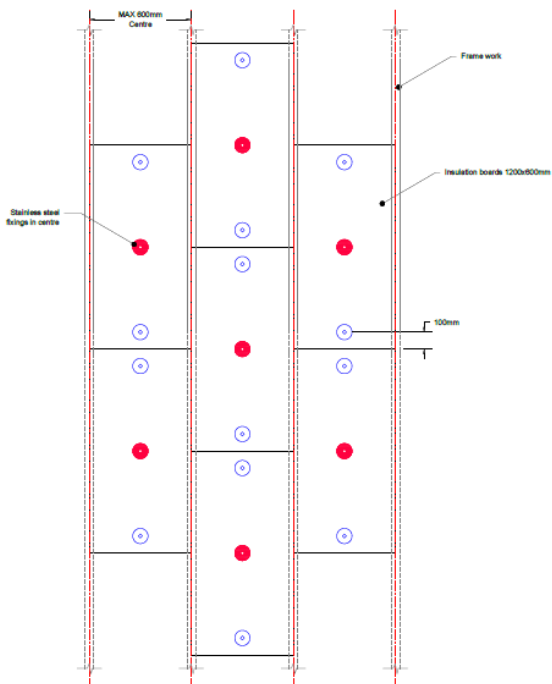 MAX 600mm
Centre
Frame work
Insulation boards 1200x600mm
Stainless steel
fixings in centre
100mm